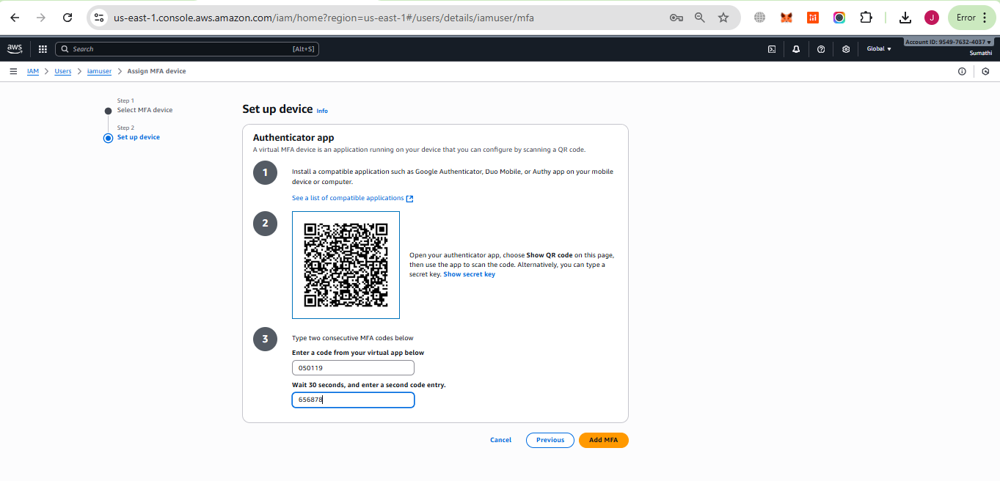 us-east-1.console.aws.amazon.com/iam/home?region=us-east-1#/users/details/iamuser/mfa
J
Error
aws
Search
[Alt+S]
Global
Account ID: 9549-7632-4037
Sumathi
IAM > Users > iamuser > Assign MFA device
Step 1
Select MFA device
Step 2
Set up device
Set up device Info
Authenticator app
A virtual MFA device is an application running on your device that you can configure by scanning a QR code.
1
Install a compatible application such as Google Authenticator, Duo Mobile, or Authy app on your mobile
device or computer.
See a list of compatible applications
2
Open your authenticator app, choose Show QR code on this page,
then use the app to scan the code. Alternatively, you can type a
secret key. Show secret key
3
Type two consecutive MFA codes below
Enter a code from your virtual app below
050119
Wait 30 seconds, and enter a second code entry.
656878
Cancel
Previous
Add MFA